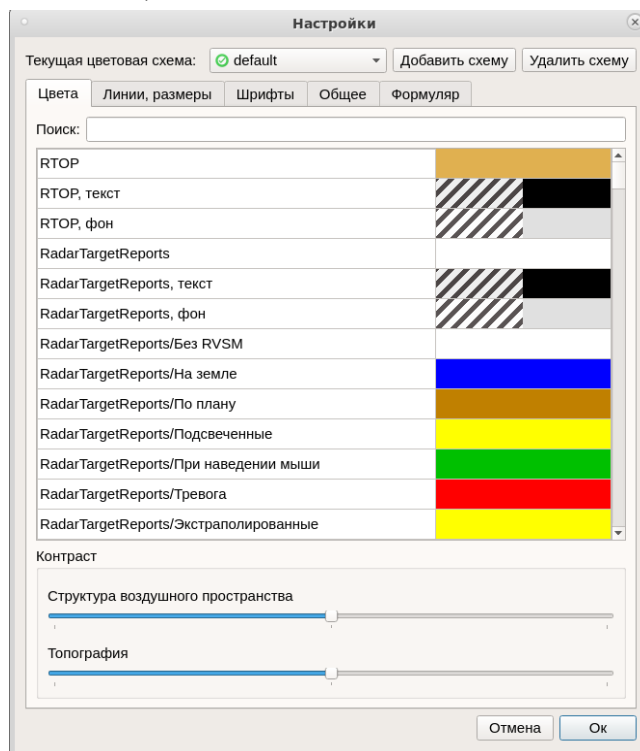 Настройки
Текущая цветовая схема: default Добавить схему Удалить схему
Цвета Линии, размеры Шрифты Общее Формуляр
Поиск:
RTOP
RTOP, текст
RTOP, фон
RadarTargetReports
RadarTargetReports, текст
RadarTargetReports, фон
RadarTargetReports/Без RVSM
RadarTargetReports/На земле
RadarTargetReports/По плану
RadarTargetReports/Подсвеченные
RadarTargetReports/При наведении мыши
RadarTargetReports/Тревога
RadarTargetReports/Экстраполированные
Контраст
Структура воздушного пространства
Топография
Отмена Ок